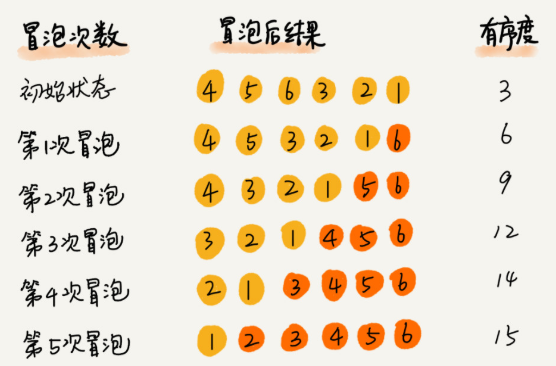 冒泡次数 冒泡后结果 有序度
初始状态 4 5 6 3 2 1 3
第1次冒泡 4 5 3 2 1 6 6
第2次冒泡 4 3 2 1 5 6 9
第3次冒泡 3 2 1 4 5 6 12
第4次冒泡 2 1 3 4 5 6 14
第5次冒泡 1 2 3 4 5 6 15